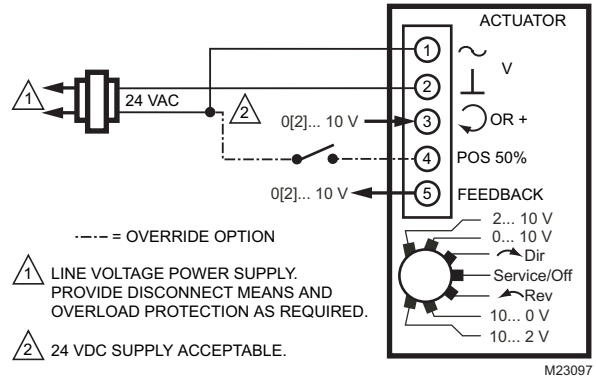 ACTUATOR
1
V
2
24 VAC
1
2
0[2]... 10 V
3
OR +
4
POS 50%
0[2]... 10 V
5
FEEDBACK
2... 10 V
0... 10 V
Dir
Service/Off
Rev
10... 0 V
10... 2 V
= OVERRIDE OPTION
1 LINE VOLTAGE POWER SUPPLY.
PROVIDE DISCONNECT MEANS AND
OVERLOAD PROTECTION AS REQUIRED.
2 24 VDC SUPPLY ACCEPTABLE.
M23097